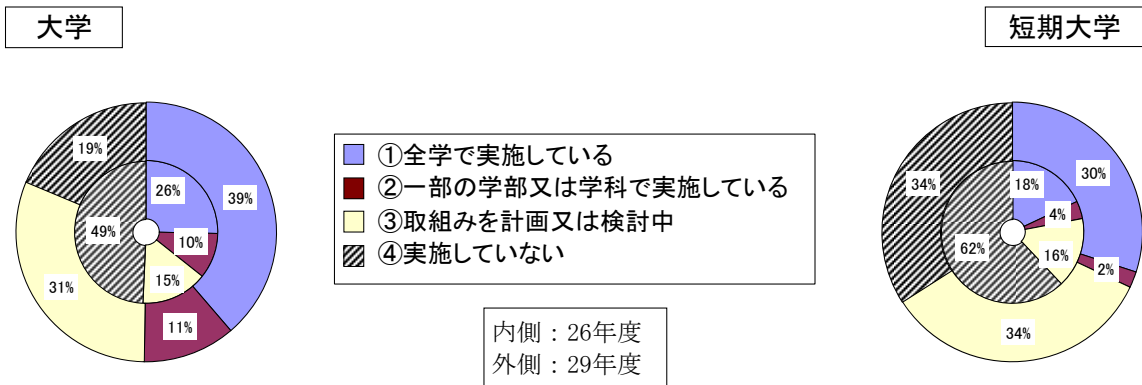 大学
短期大学
19%
26%
39%
49%
10%
15%
31%
11%
①全学で実施している
②一部の学部又は学科で実施している
③取組みを計画又は検討中
④実施していない
内側：26年度
外側：29年度
34%
18%
30%
4%
62%
16%
2%
34%